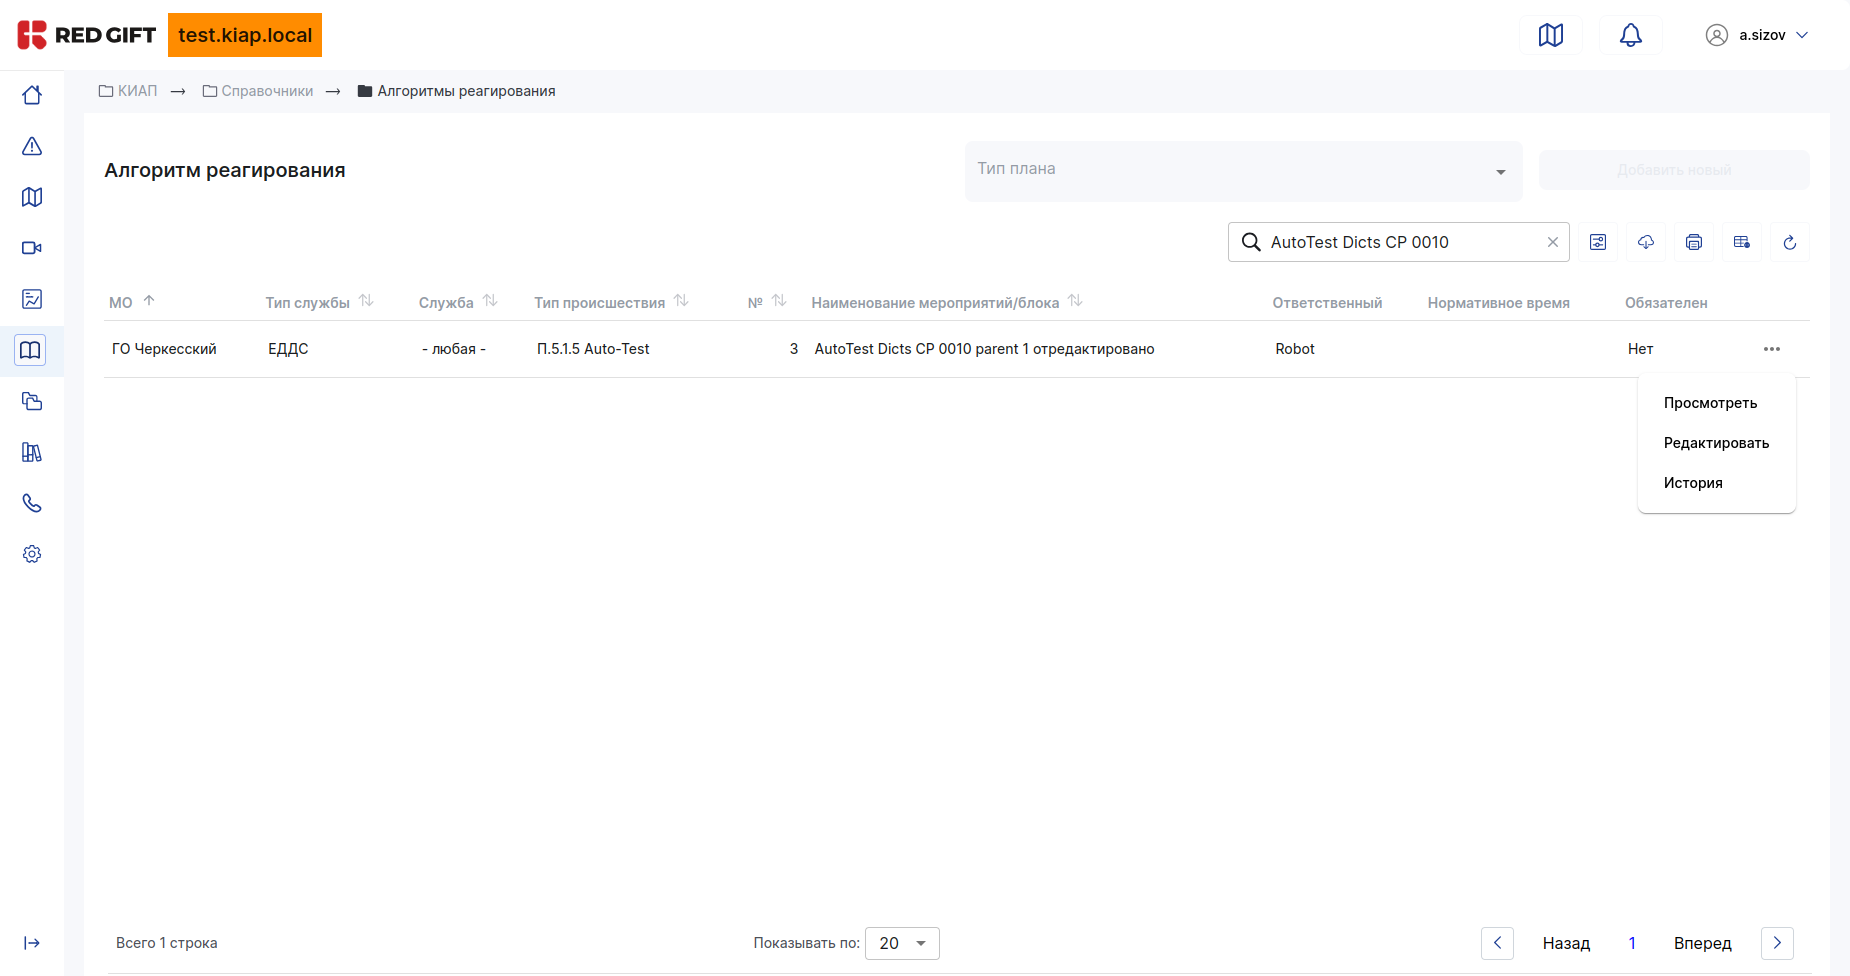 RED GIFT test.kiap.local a.sizov
КИАП → Справочники → Алгоритмы реагирования
Алгоритм реагирования
Тип плана
Добавить новый
AutoTest Dicts CP 0010
МО Тип службы Служба Тип происшествия № Наименование мероприятий/блока Ответственный Нормативное время Обязателен
ГО Черкесский ЕДДС - любая - П.5.1.5 Auto-Test 3 AutoTest Dicts CP 0010 parent 1 отредактировано Robot Нет
Просмотреть
Редактировать
История
Всего 1 строка Показывать по: 20 Назад 1 Вперед